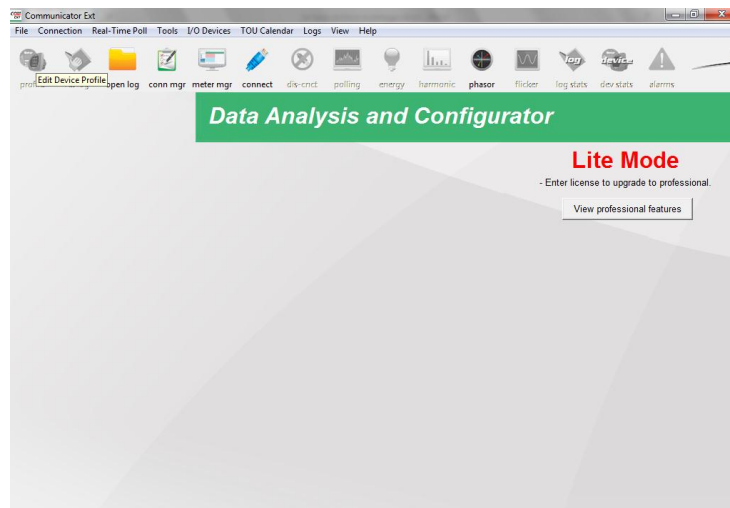 Communicator Ext
File Connection Real-Time Poll Tools I/O Devices TOU Calendar Logs View Help
log device
Edit Device Profile
open log conn mgr meter mgr connect dis-cnct polling energy harmonic phasor flicker log stats dev stats alarms
Data Analysis and Configurator
Lite Mode
- Enter license to upgrade to professional.
View professional features